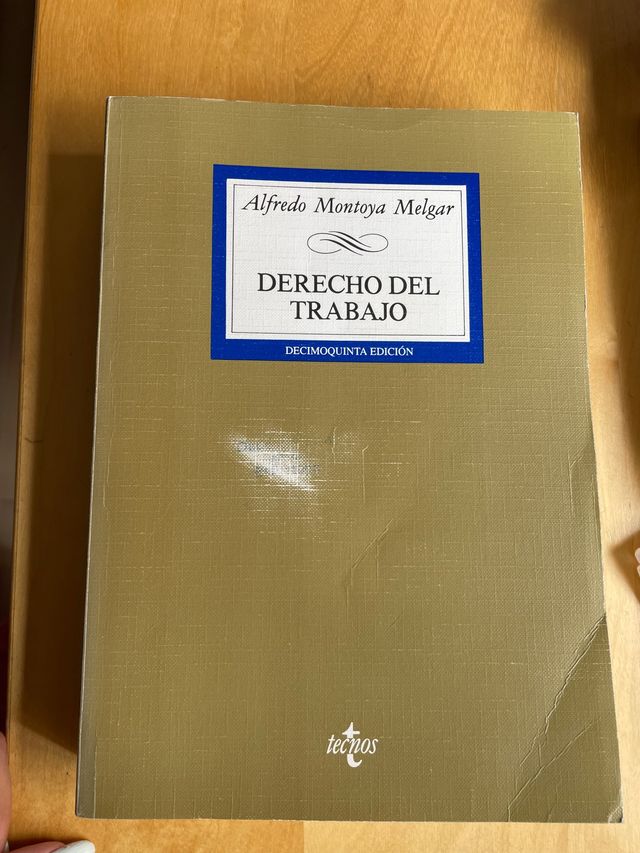 Alfredo Montoya Melgar
DERECHO DEL
TRABAJO
DECIMOQUINTA EDICIÓN
tecnos